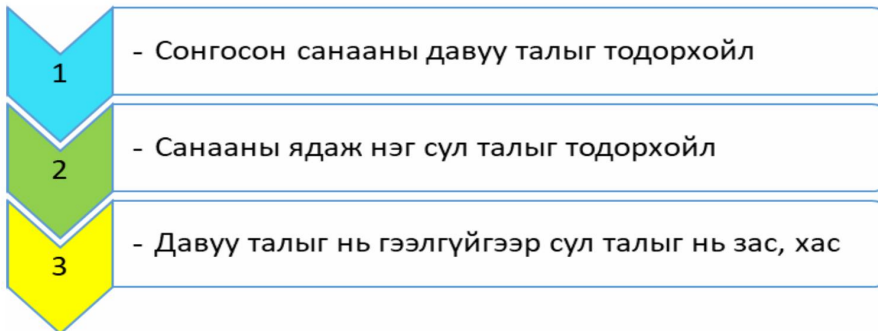 1
- Сонгосон санааны давуу талыг тодорхойл
2
- Санааны ядаж нэг сул талыг тодорхойл
3
- Давуу талыг нь гээлгүйгээр сул талыг нь зас, хас